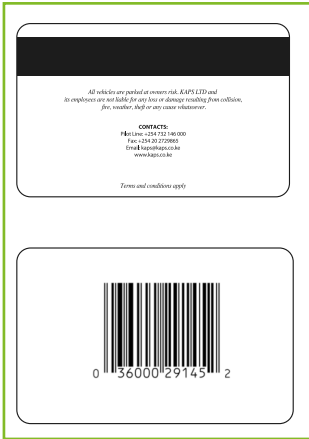 All vehicles are parked at owners risk. KAPS LTD and
its employees are not liable for any loss or damage resulting from collision,
fire, weather, theft or any cause whatsoever.
CONTACTS:
Pilot Line: +254 732 146 000
Fax: +254 20 2729865
Email: kaps@kaps.co.ke
www.kaps.co.ke
Terms and conditions apply
0 36000 29145 2